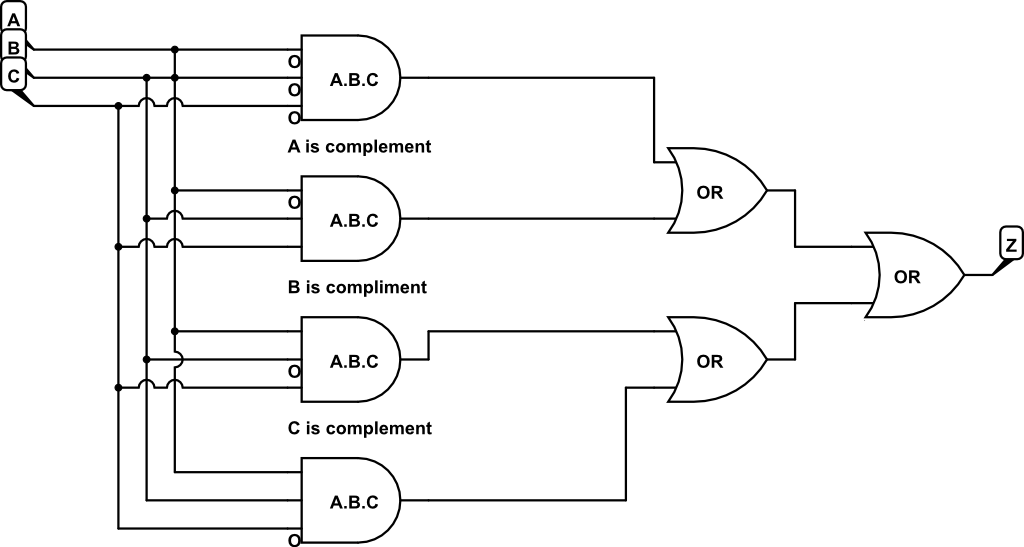 A
B
C
O
A.B.C
O
O
A is complement
O
A.B.C
OR
B is compliment
OR
Z
A.B.C
O
OR
C is complement
A.B.C
O